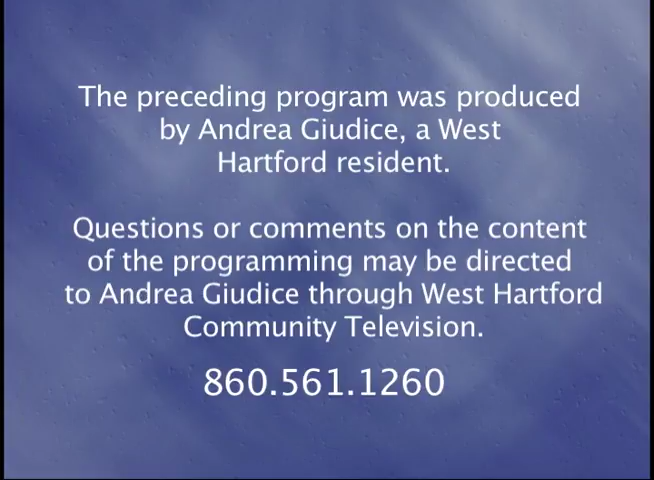 The preceding program was produced
by Andrea Giudice, a West
Hartford resident.
Questions or comments on the content
of the programming may be directed
to Andrea Giudice through West Hartford
Community Television.
860.561.1260